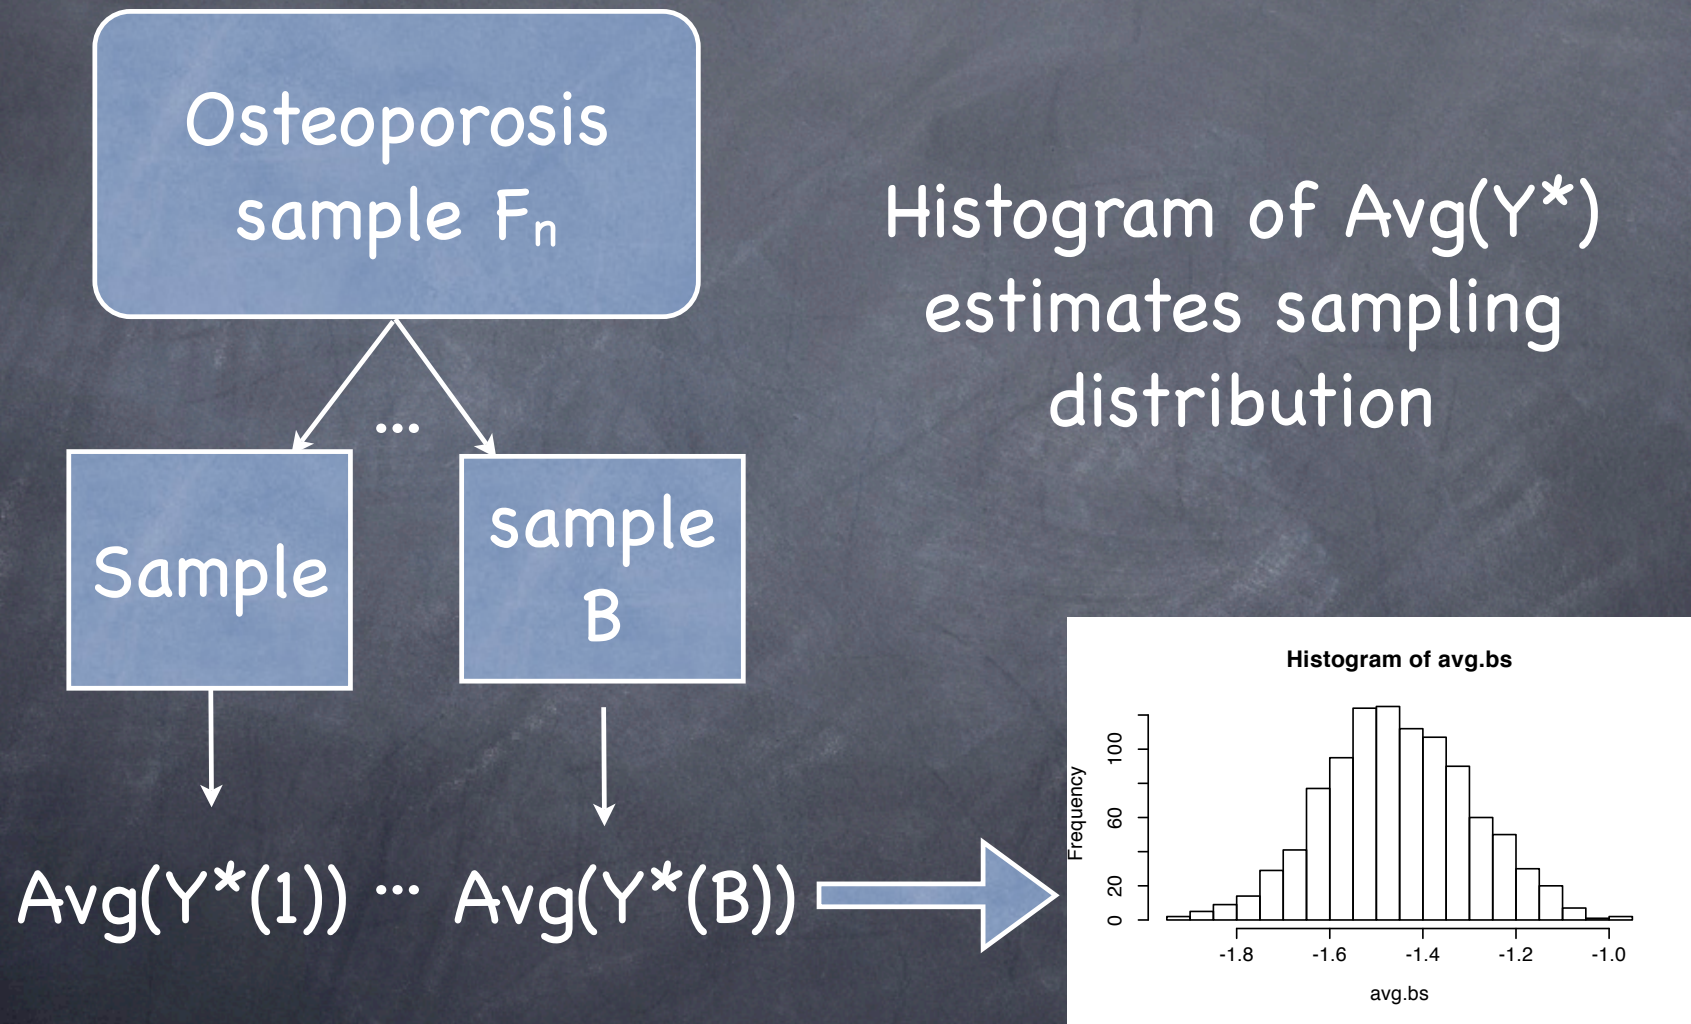 Osteoporosis
sample Fn
Histogram of Avg(Y*)
estimates sampling
distribution
...
Sample
sample
B
Avg(Y*(1)) ... Avg(Y*(B))
Histogram of avg.bs
Frequency
100
60
20
0
-1.8 -1.6 -1.4 -1.2 -1.0
avg.bs